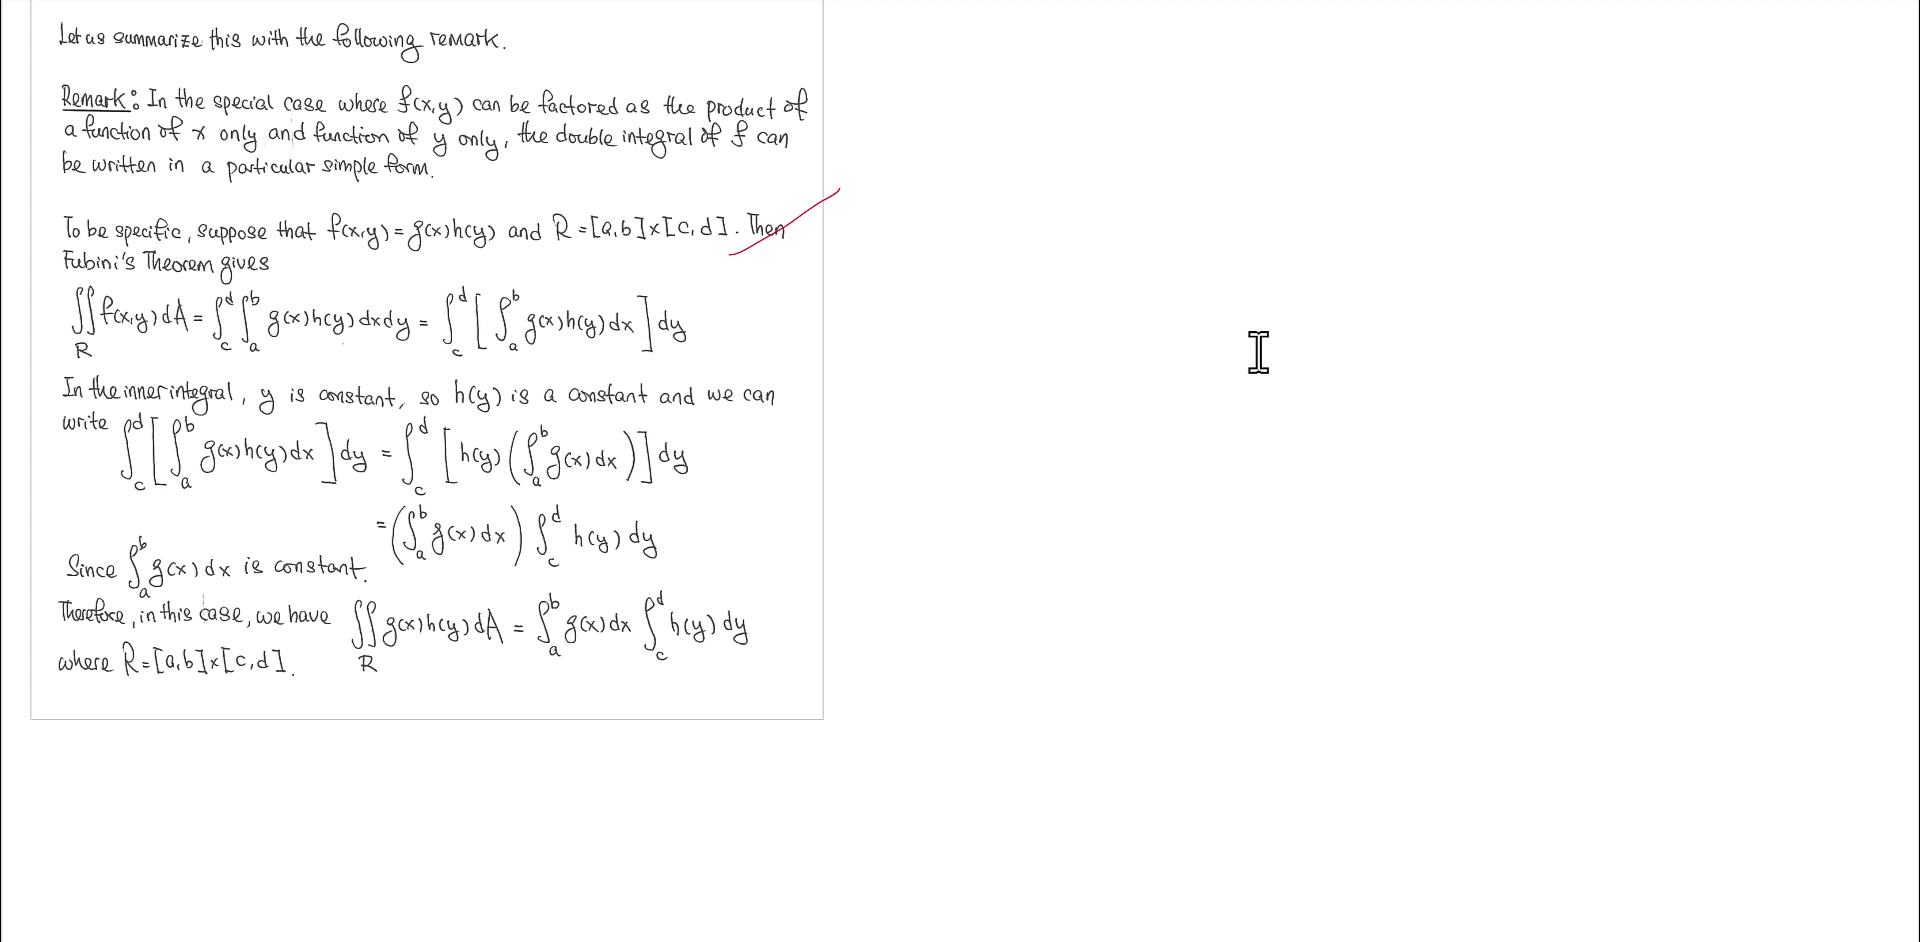 Let us summarize this with the following remark.
Remark: In the special case where f(x,y) can be factored as the product of
a function of x only and function of y only, the double integral of f can
be written in a particular simple form.
To be specific, suppose that f(x,y) = g(x)h(y) and R = [a,b]×[c,d]. Then
Fubini's Theorem gives
∬_R f(x,y) dA = ∫_c^d ∫_a^b g(x)h(y) dx dy = ∫_c^d [ ∫_a^b g(x)h(y) dx ] dy
In the inner integral, y is constant, so h(y) is a constant and we can
write ∫_c^d [ ∫_a^b g(x)h(y) dx ] dy = ∫_c^d [ h(y) ( ∫_a^b g(x) dx ) ] dy
= ( ∫_a^b g(x) dx ) ∫_c^d h(y) dy
Since ∫_a^b g(x) dx is constant.
Therefore, in this case, we have ∬_R g(x)h(y) dA = ∫_a^b g(x) dx ∫_c^d h(y) dy
where R = [a,b]×[c,d].